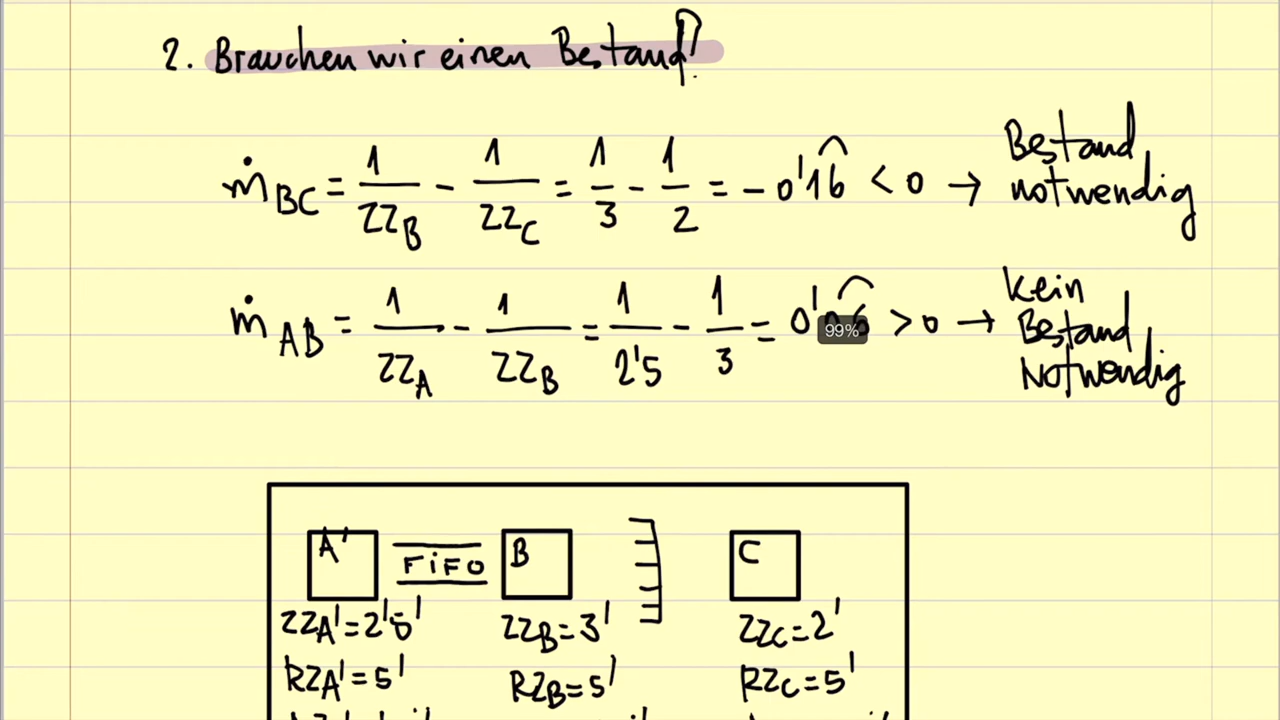 2. Brauchen wir einen Bestand?
ṁBC = 1/ZZB - 1/ZZC = 1/3 - 1/2 = -0'16 < 0 → Bestand notwendig
ṁAB = 1/ZZA - 1/ZZB = 1/2'5 - 1/3 = 0' > 0 → kein Bestand Notwendig
99%
A' FiFo B C
ZZA' = 2'5' ZZB = 3' ZZC = 2'
RZA' = 5' RZB = 5' RZC = 5'